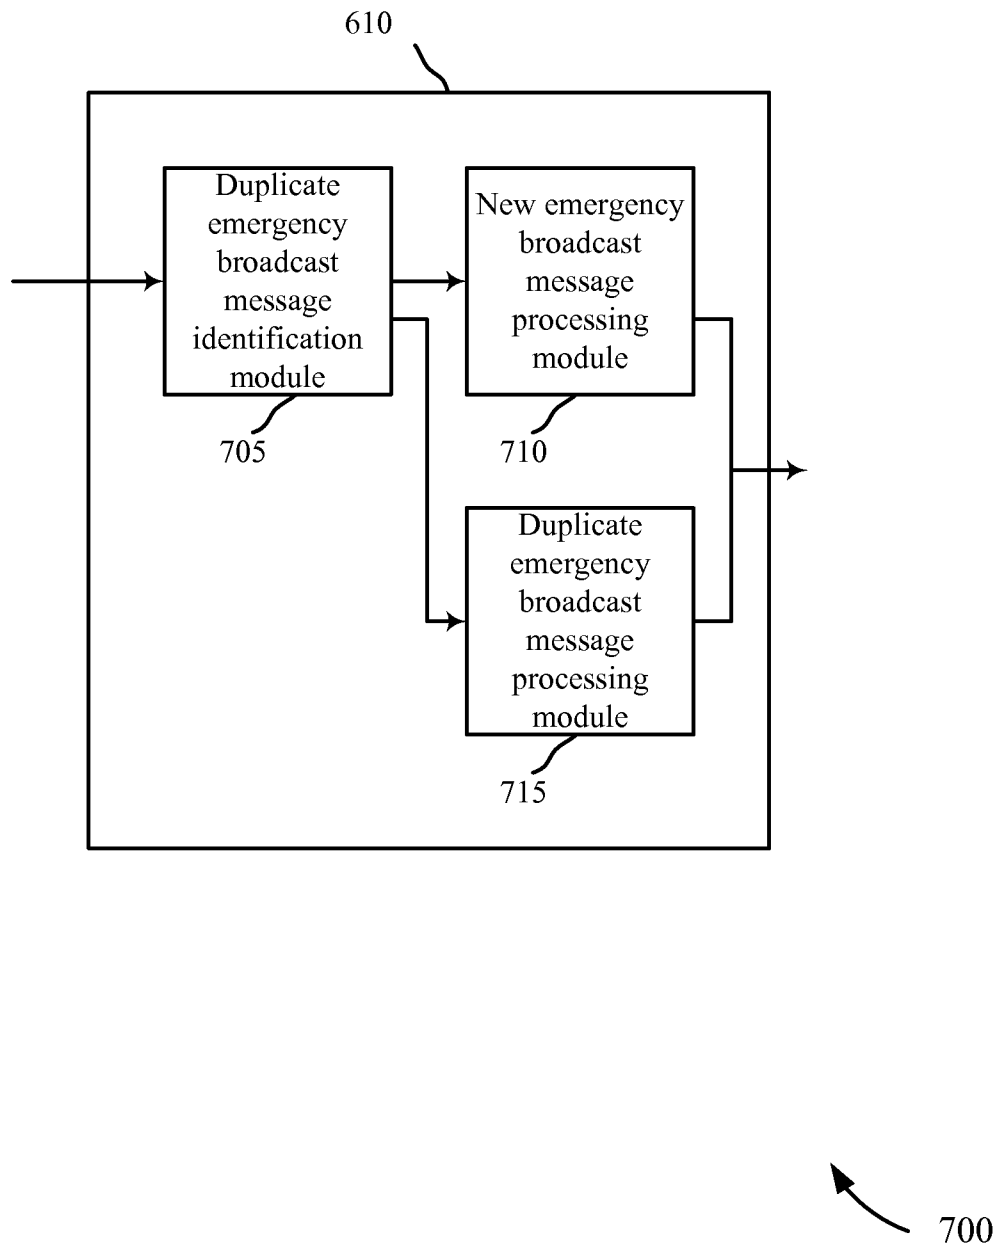 610
Duplicate
emergency
broadcast
message
identification
module
705
New emergency
broadcast
message
processing
module
710
Duplicate
emergency
broadcast
message
processing
module
715
700